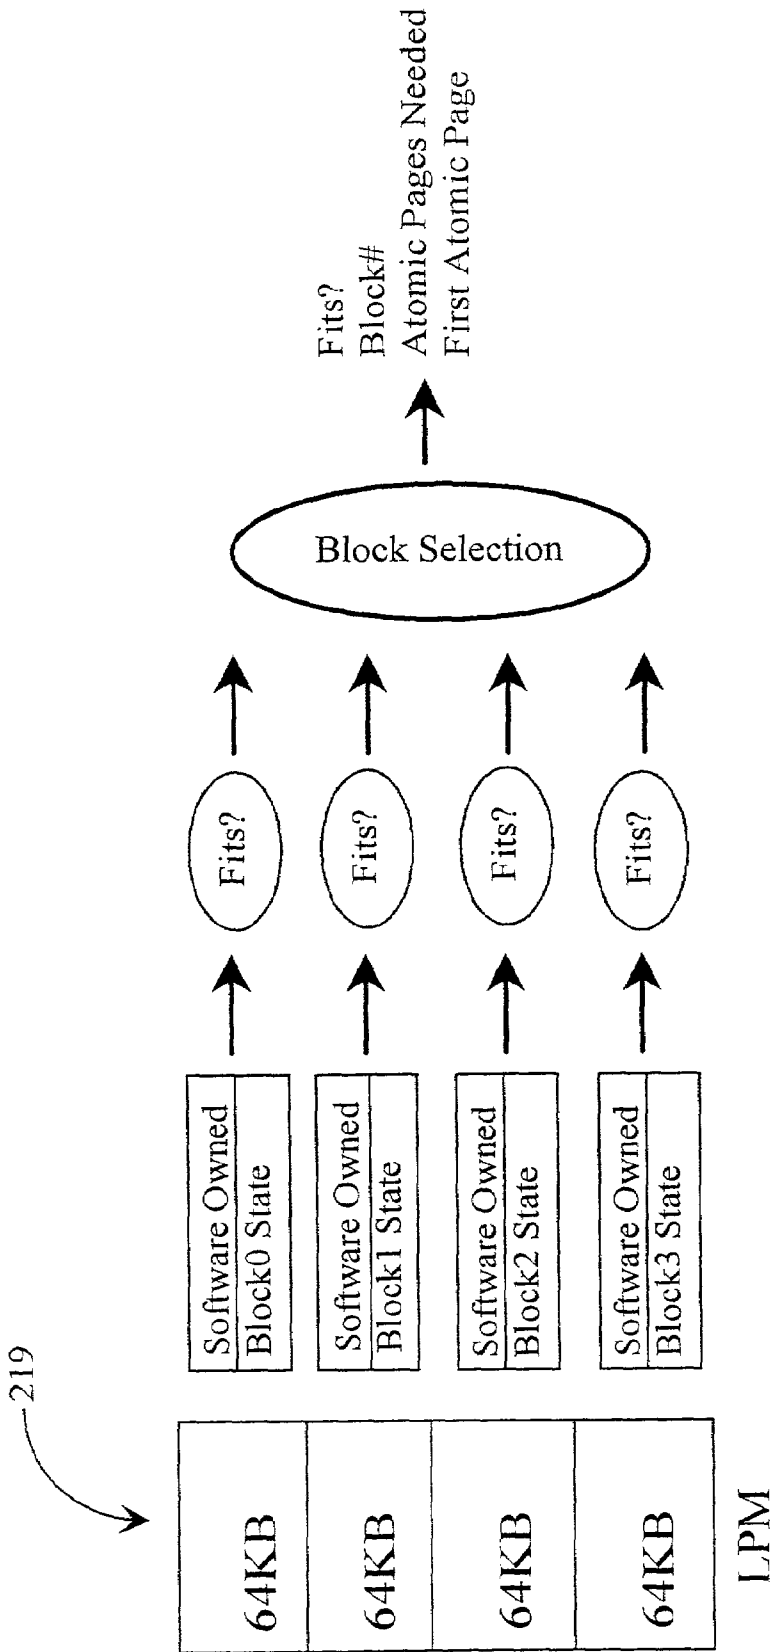 219
64KB
64KB
64KB
64KB
LPM
Software Owned
Block0 State
Software Owned
Block1 State
Software Owned
Block2 State
Software Owned
Block3 State
Fits?
Fits?
Fits?
Fits?
Block Selection
Fits?
Block#
Atomic Pages Needed
First Atomic Page